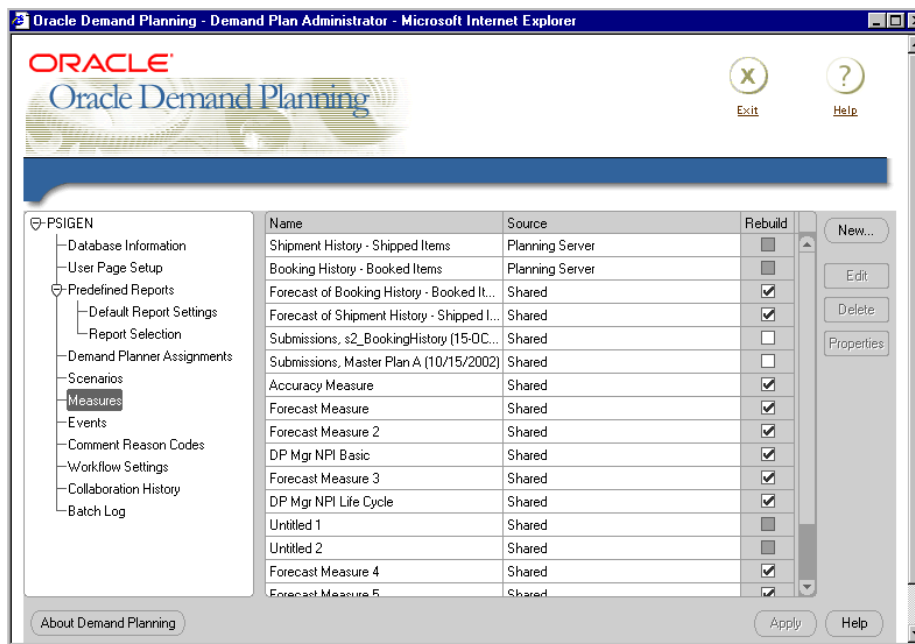 Oracle Demand Planning - Demand Plan Administrator - Microsoft Internet Explorer
ORACLE
Oracle Demand Planning
X
Exit
?
Help
PSIGEN
Database Information
User Page Setup
Predefined Reports
Default Report Settings
Report Selection
Demand Planner Assignments
Scenarios
Measures
Events
Comment Reason Codes
Workflow Settings
Collaboration History
Batch Log
Name Source Rebuild
Shipment History - Shipped Items Planning Server
Booking History - Booked Items Planning Server
Forecast of Booking History - Booked It... Shared
Forecast of Shipment History - Shipped I... Shared
Submissions, s2_BookingHistory (15-OC... Shared
Submissions, Master Plan A (10/15/2002) Shared
Accuracy Measure Shared
Forecast Measure Shared
Forecast Measure 2 Shared
DP Mgr NPI Basic Shared
Forecast Measure 3 Shared
DP Mgr NPI Life Cycle Shared
Untitled 1 Shared
Untitled 2 Shared
Forecast Measure 4 Shared
Forecast Measure 5 Shared
New...
Edit
Delete
Properties
About Demand Planning
Apply
Help